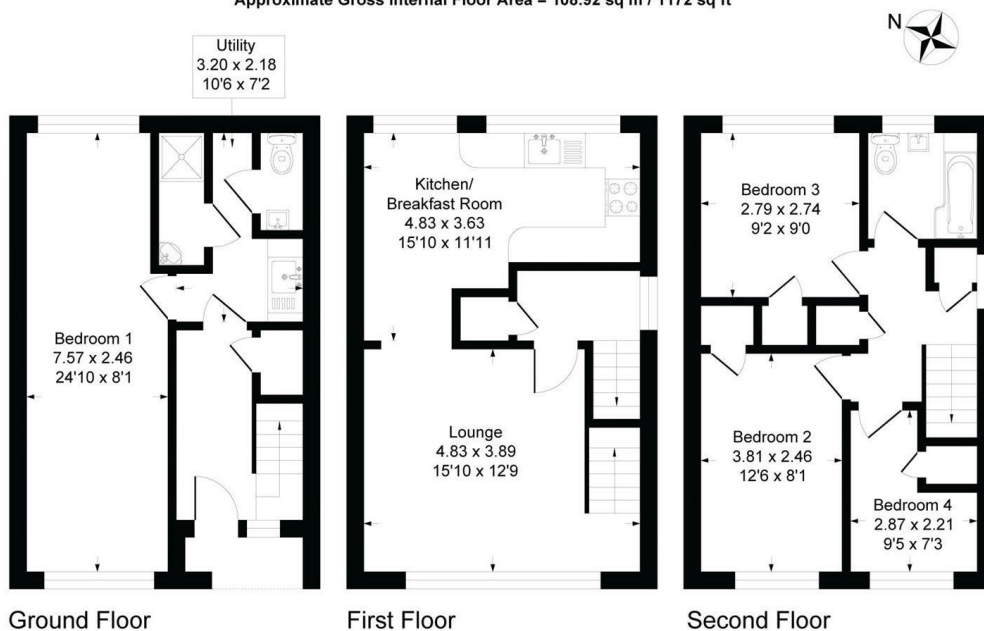 Approximate Gross Internal Floor Area = 108.92 sq m / 1172 sq ft
N
Utility
3.20 x 2.18
10'6 x 7'2
Bedroom 1
7.57 x 2.46
24'10 x 8'1
Ground Floor
Kitchen/
Breakfast Room
4.83 x 3.63
15'10 x 11'11
Lounge
4.83 x 3.89
15'10 x 12'9
First Floor
Bedroom 3
2.79 x 2.74
9'2 x 9'0
Bedroom 2
3.81 x 2.46
12'6 x 8'1
Bedroom 4
2.87 x 2.21
9'5 x 7'3
Second Floor